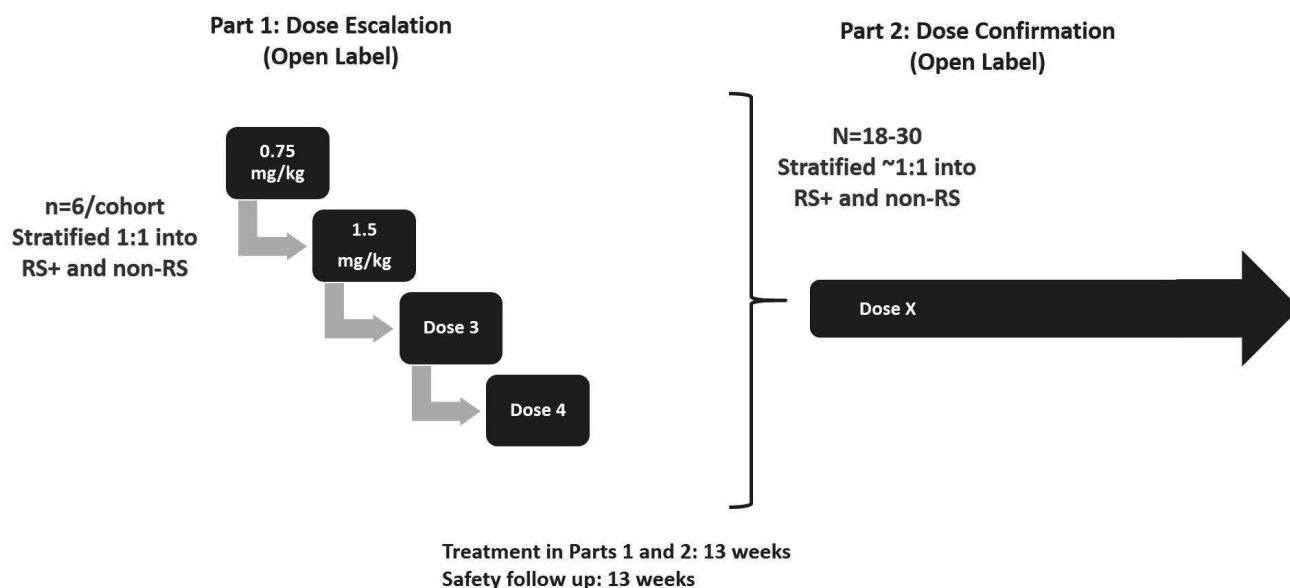 Part 1: Dose Escalation
(Open Label)
0.75
mg/kg
n=6/cohort
Stratified 1:1 into
RS+ and non-RS
1.5
mg/kg
Dose 3
Dose 4
Part 2: Dose Confirmation
(Open Label)
N=18-30
Stratified ~1:1 into
RS+ and non-RS
Dose X
Treatment in Parts 1 and 2: 13 weeks
Safety follow up: 13 weeks